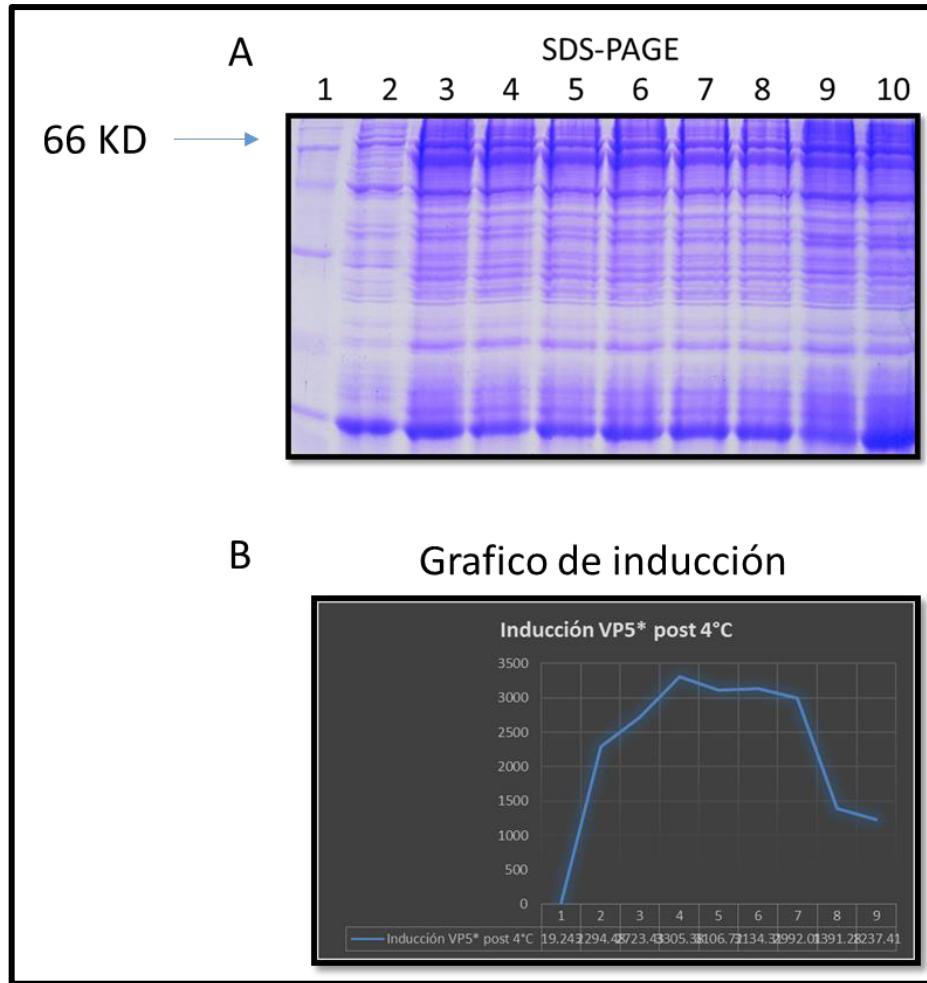 A
SDS-PAGE
1 2 3 4 5 6 7 8 9 10
66 KD
B
Grafico de inducción
Inducción VP5* post 4°C
3500
3000
2500
2000
1500
1000
500
0
1 2 3 4 5 6 7 8 9
Inducción VP5* post 4°C 19.243